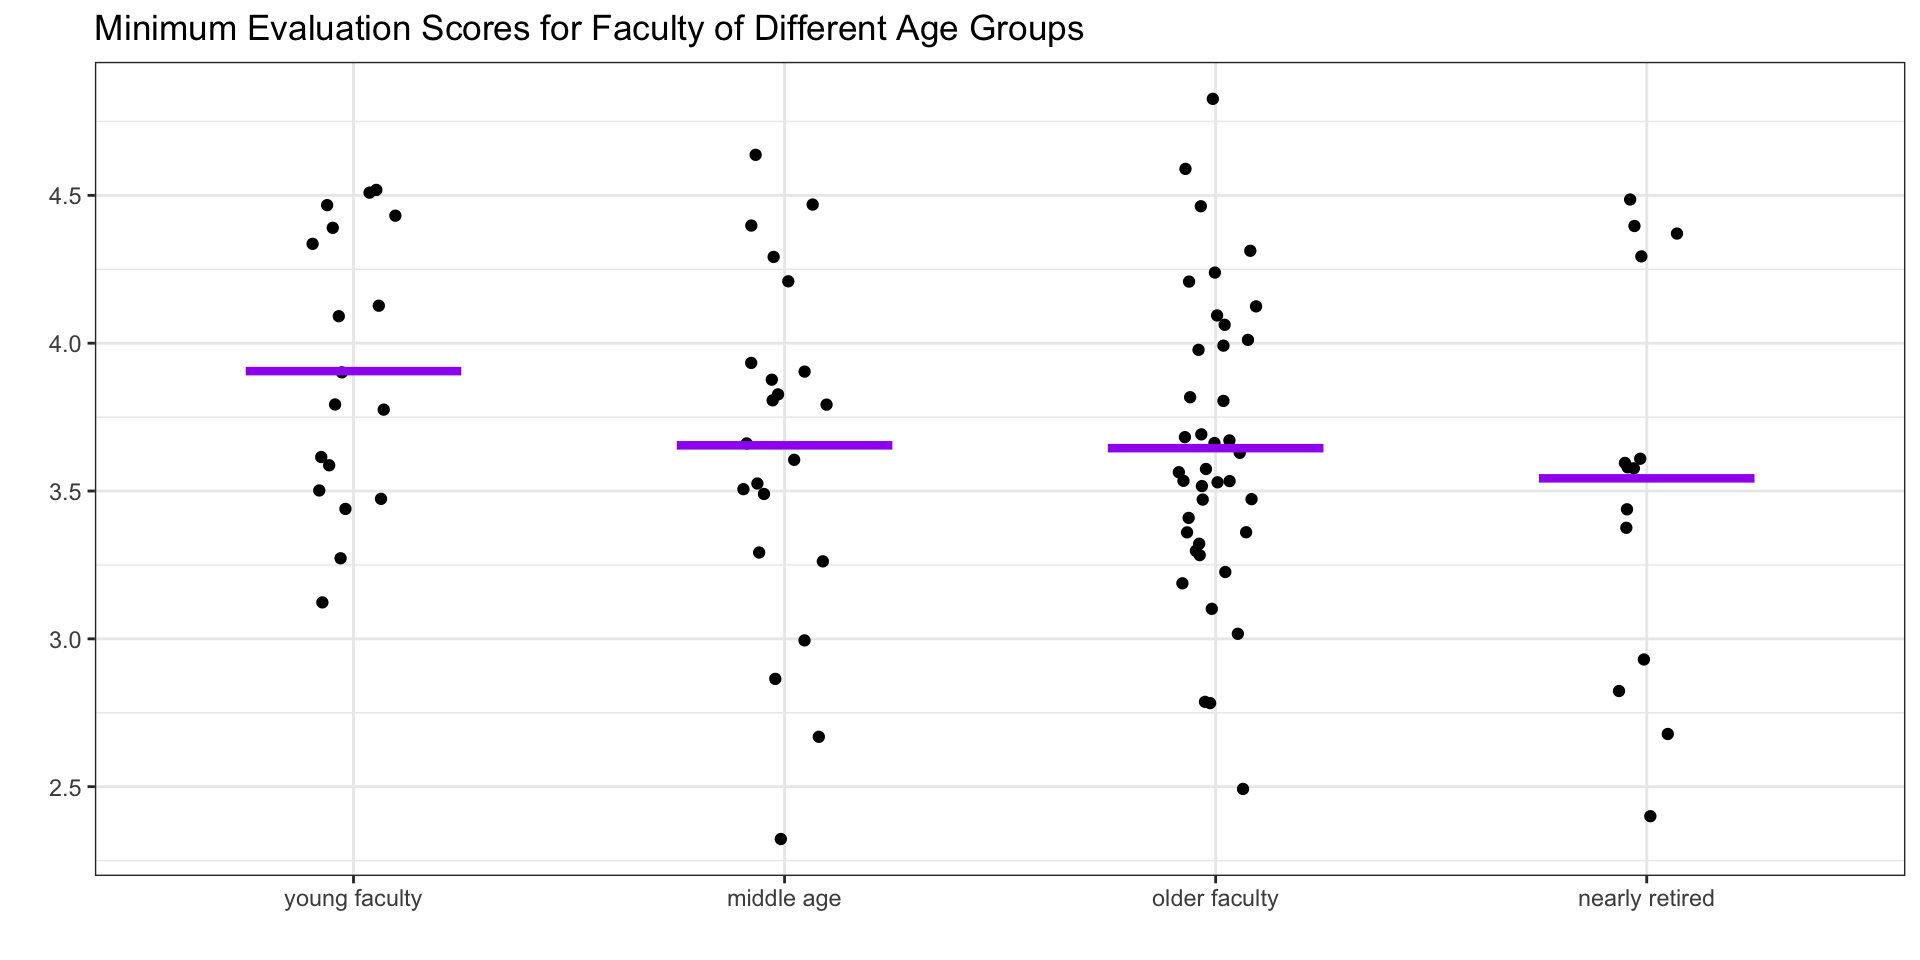 Minimum Evaluation Scores for Faculty of Different Age Groups
4.5
4.0
3.5
3.0
2.5
young faculty middle age older faculty nearly retired